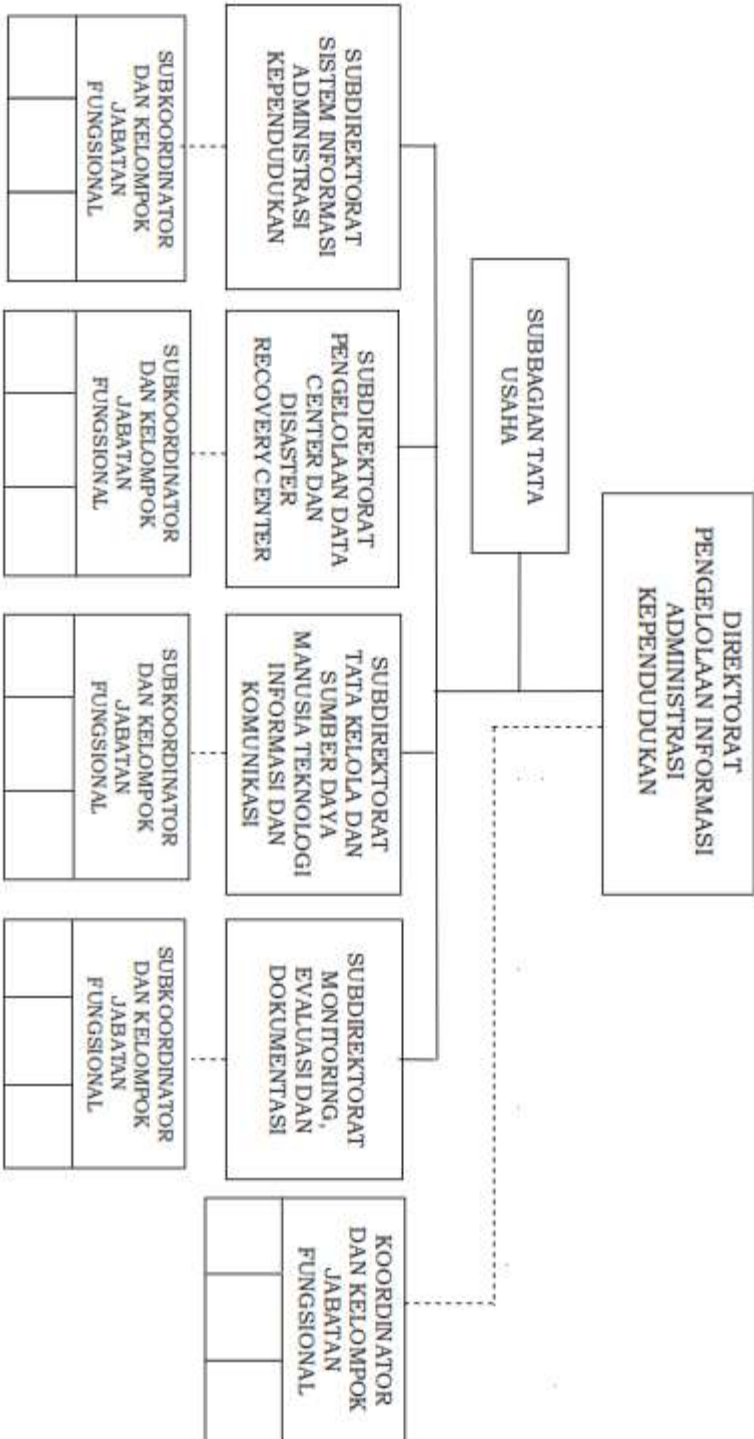 DIREKTORAT
PENGELOLAAN INFORMASI
ADMINISTRASI
KEPENDUDUKAN
SUBBAGIAN TATA
USAHA
SUBDIREKTORAT
SISTEM INFORMASI
ADMINISTRASI
KEPENDUDUKAN
SUBDIREKTORAT
PENGELOLAAN DATA
CENTER DAN
DISASTER
RECOVERY CENTER
SUBDIREKTORAT
TATA KELOLA DAN
SUMBER DAYA
MANUSIA TEKNOLOGI
INFORMASI DAN
KOMUNIKASI
SUBDIREKTORAT
MONITORING,
EVALUASI DAN
DOKUMENTASI
KOORDINATOR
DAN KELOMPOK
JABATAN
FUNGSIONAL
SUBKOORDINATOR
DAN KELOMPOK
JABATAN
FUNGSIONAL
SUBKOORDINATOR
DAN KELOMPOK
JABATAN
FUNGSIONAL
SUBKOORDINATOR
DAN KELOMPOK
JABATAN
FUNGSIONAL
SUBKOORDINATOR
DAN KELOMPOK
JABATAN
FUNGSIONAL